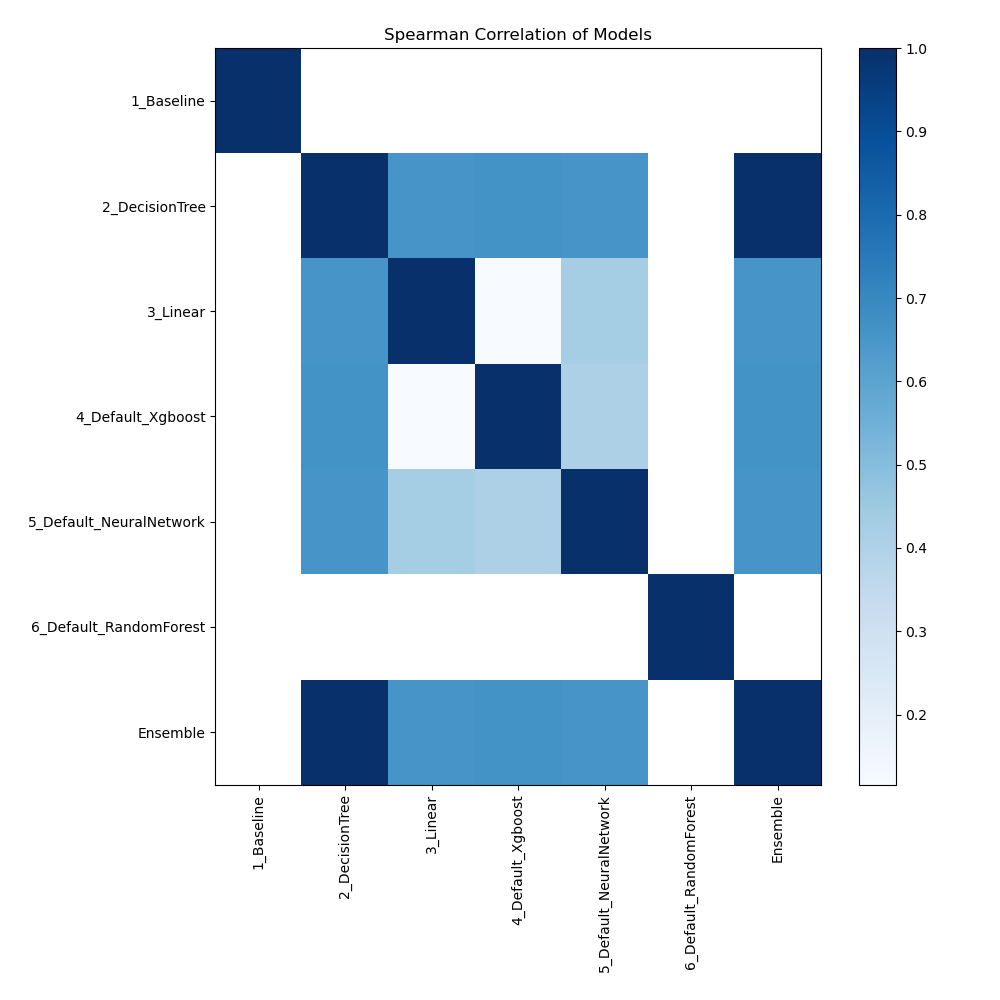 Spearman Correlation of Models
1_Baseline
2_DecisionTree
3_Linear
4_Default_Xgboost
5_Default_NeuralNetwork
6_Default_RandomForest
Ensemble
1_Baseline
2_DecisionTree
3_Linear
4_Default_Xgboost
5_Default_NeuralNetwork
6_Default_RandomForest
Ensemble
1.0
0.9
0.8
0.7
0.6
0.5
0.4
0.3
0.2